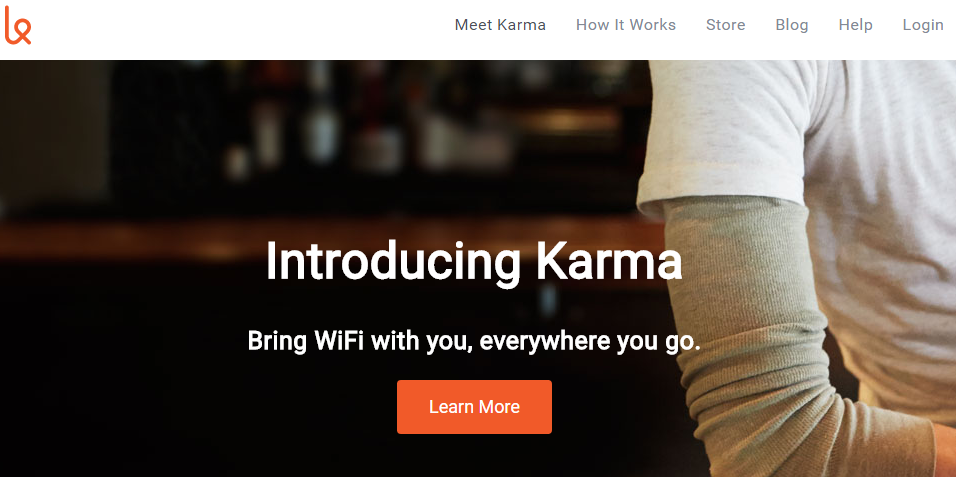 Meet Karma How It Works Store Blog Help Login
Introducing Karma
Bring WiFi with you, everywhere you go.
Learn More